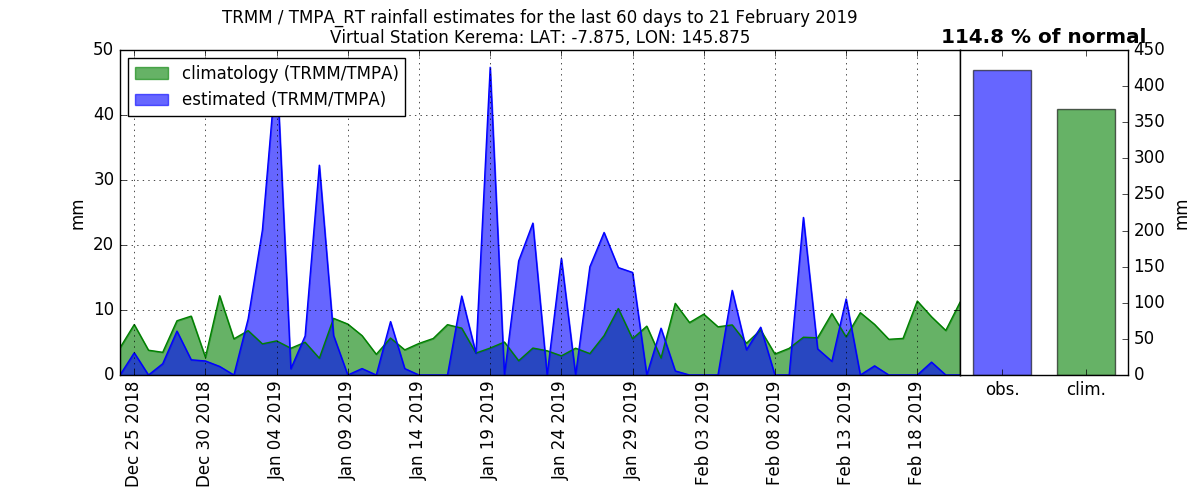 TRMM / TMPA_RT rainfall estimates for the last 60 days to 21 February 2019
Virtual Station Kerema: LAT: -7.875, LON: 145.875
114.8 % of normal
climatology (TRMM/TMPA)
estimated (TRMM/TMPA)
mm
50
40
30
20
10
0
Dec 25 2018
Dec 30 2018
Jan 04 2019
Jan 09 2019
Jan 14 2019
Jan 19 2019
Jan 24 2019
Jan 29 2019
Feb 03 2019
Feb 08 2019
Feb 13 2019
Feb 18 2019
obs.
clim.
450
400
350
300
250
200
150
100
50
0
mm